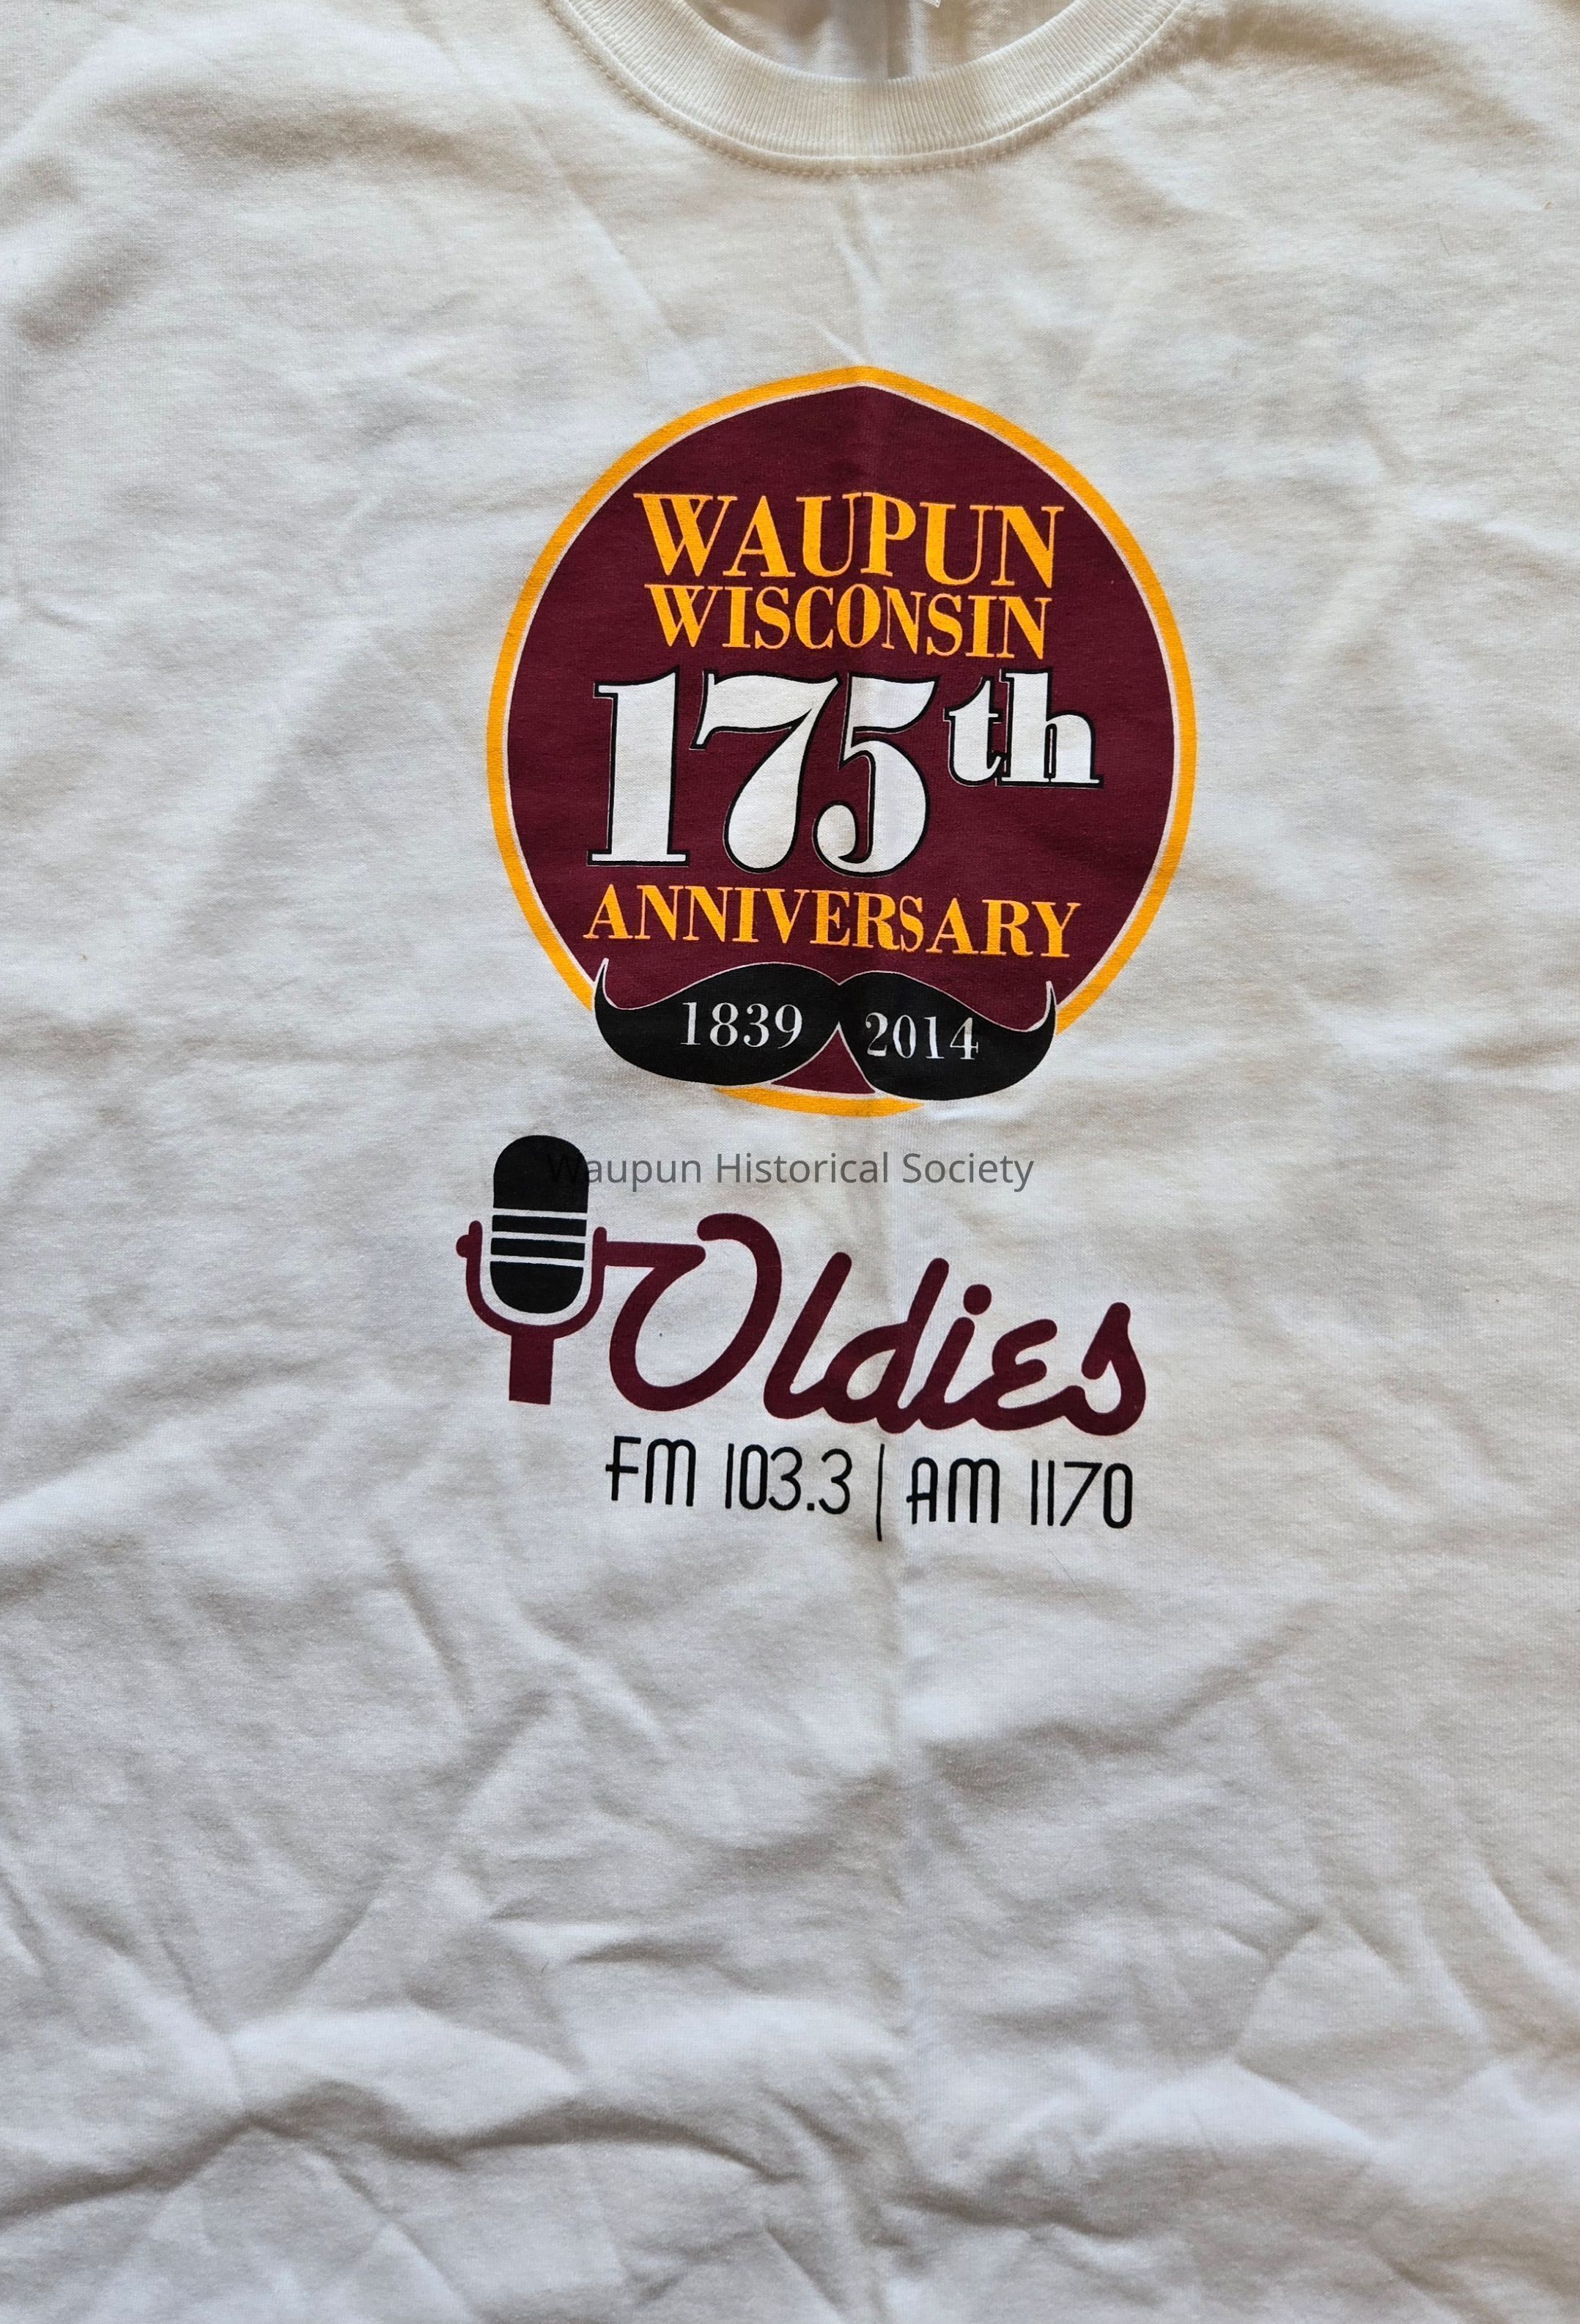 WAUPUN
WISCONSIN
175th
ANNIVERSARY
1839 2014
Waupun Historical Society
Oldies
FM 103.3 | AM 1170